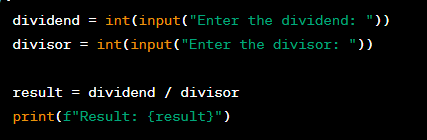 dividend = int(input("Enter the dividend: "))
divisor = int(input("Enter the divisor: "))
result = dividend / divisor
print(f"Result: {result}")